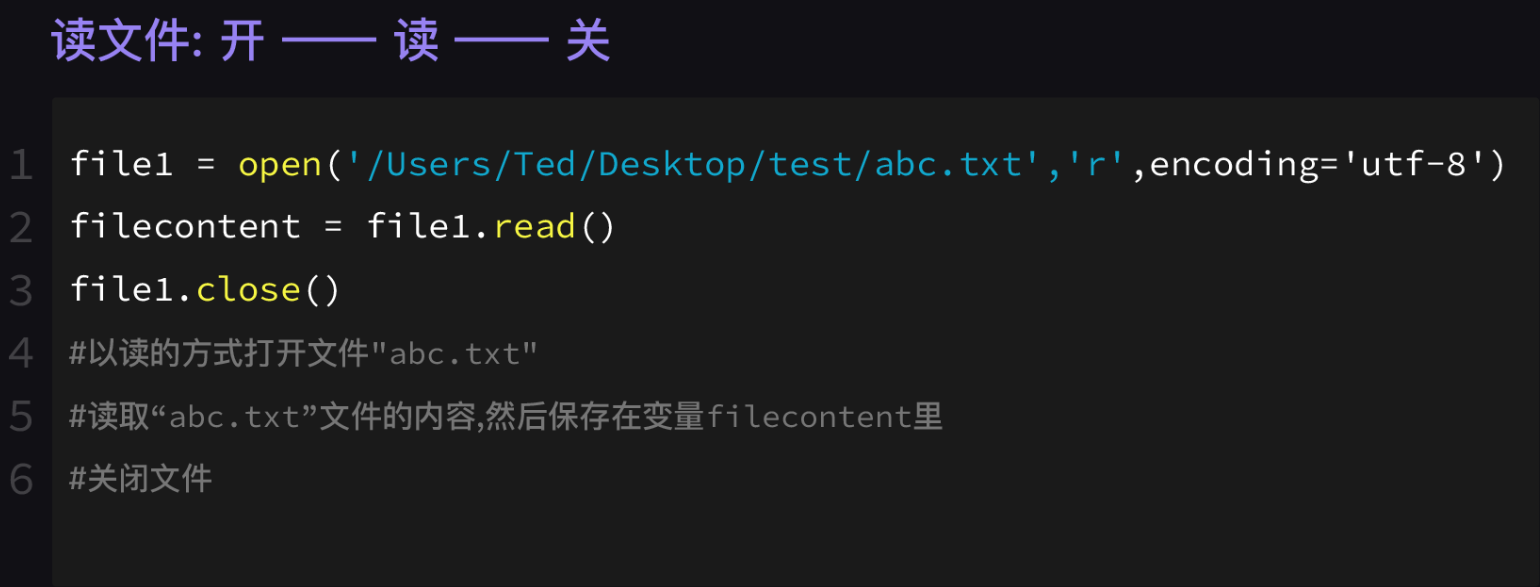 读文件: 开 —— 读 —— 关
1 file1 = open('/Users/Ted/Desktop/test/abc.txt','r',encoding='utf-8')
2 filecontent = file1.read()
3 file1.close()
4 #以读的方式打开文件"abc.txt"
5 #读取“abc.txt”文件的内容,然后保存在变量filecontent里
6 #关闭文件